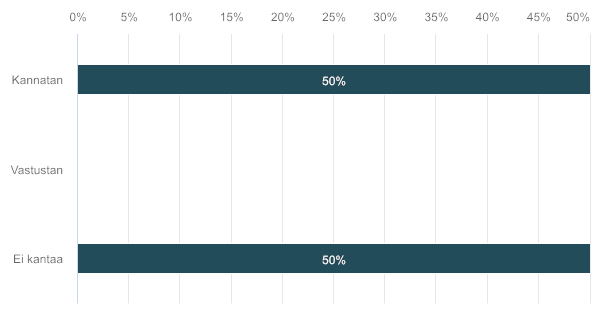 0% 5% 10% 15% 20% 25% 30% 35% 40% 45% 50%
Kannatan 50%
Vastustan
Ei kantaa 50%